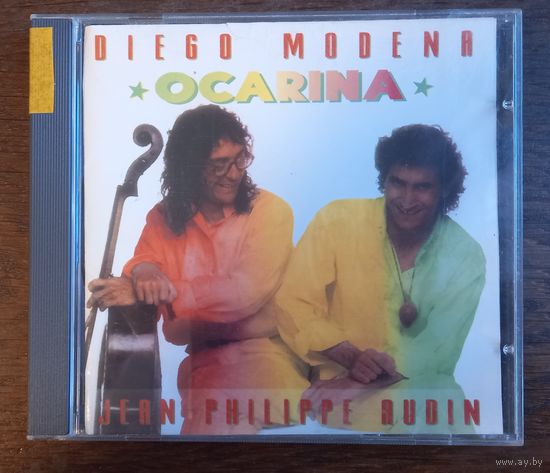 DIEGO MODENA
OCARINA
JEAN PHILIPPE AUDIN
www.ay.by